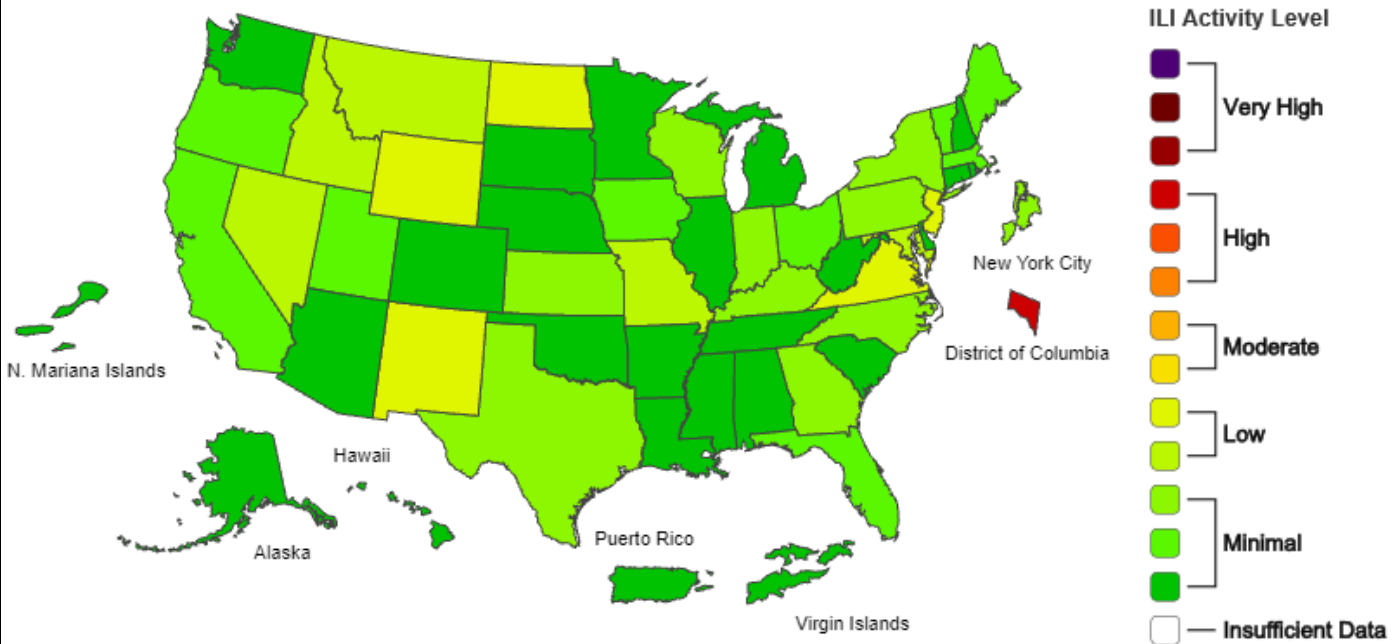 ILI Activity Level
Very High
High
Moderate
Low
Minimal
Insufficient Data
New York City
District of Columbia
N. Mariana Islands
Hawaii
Alaska
Puerto Rico
Virgin Islands